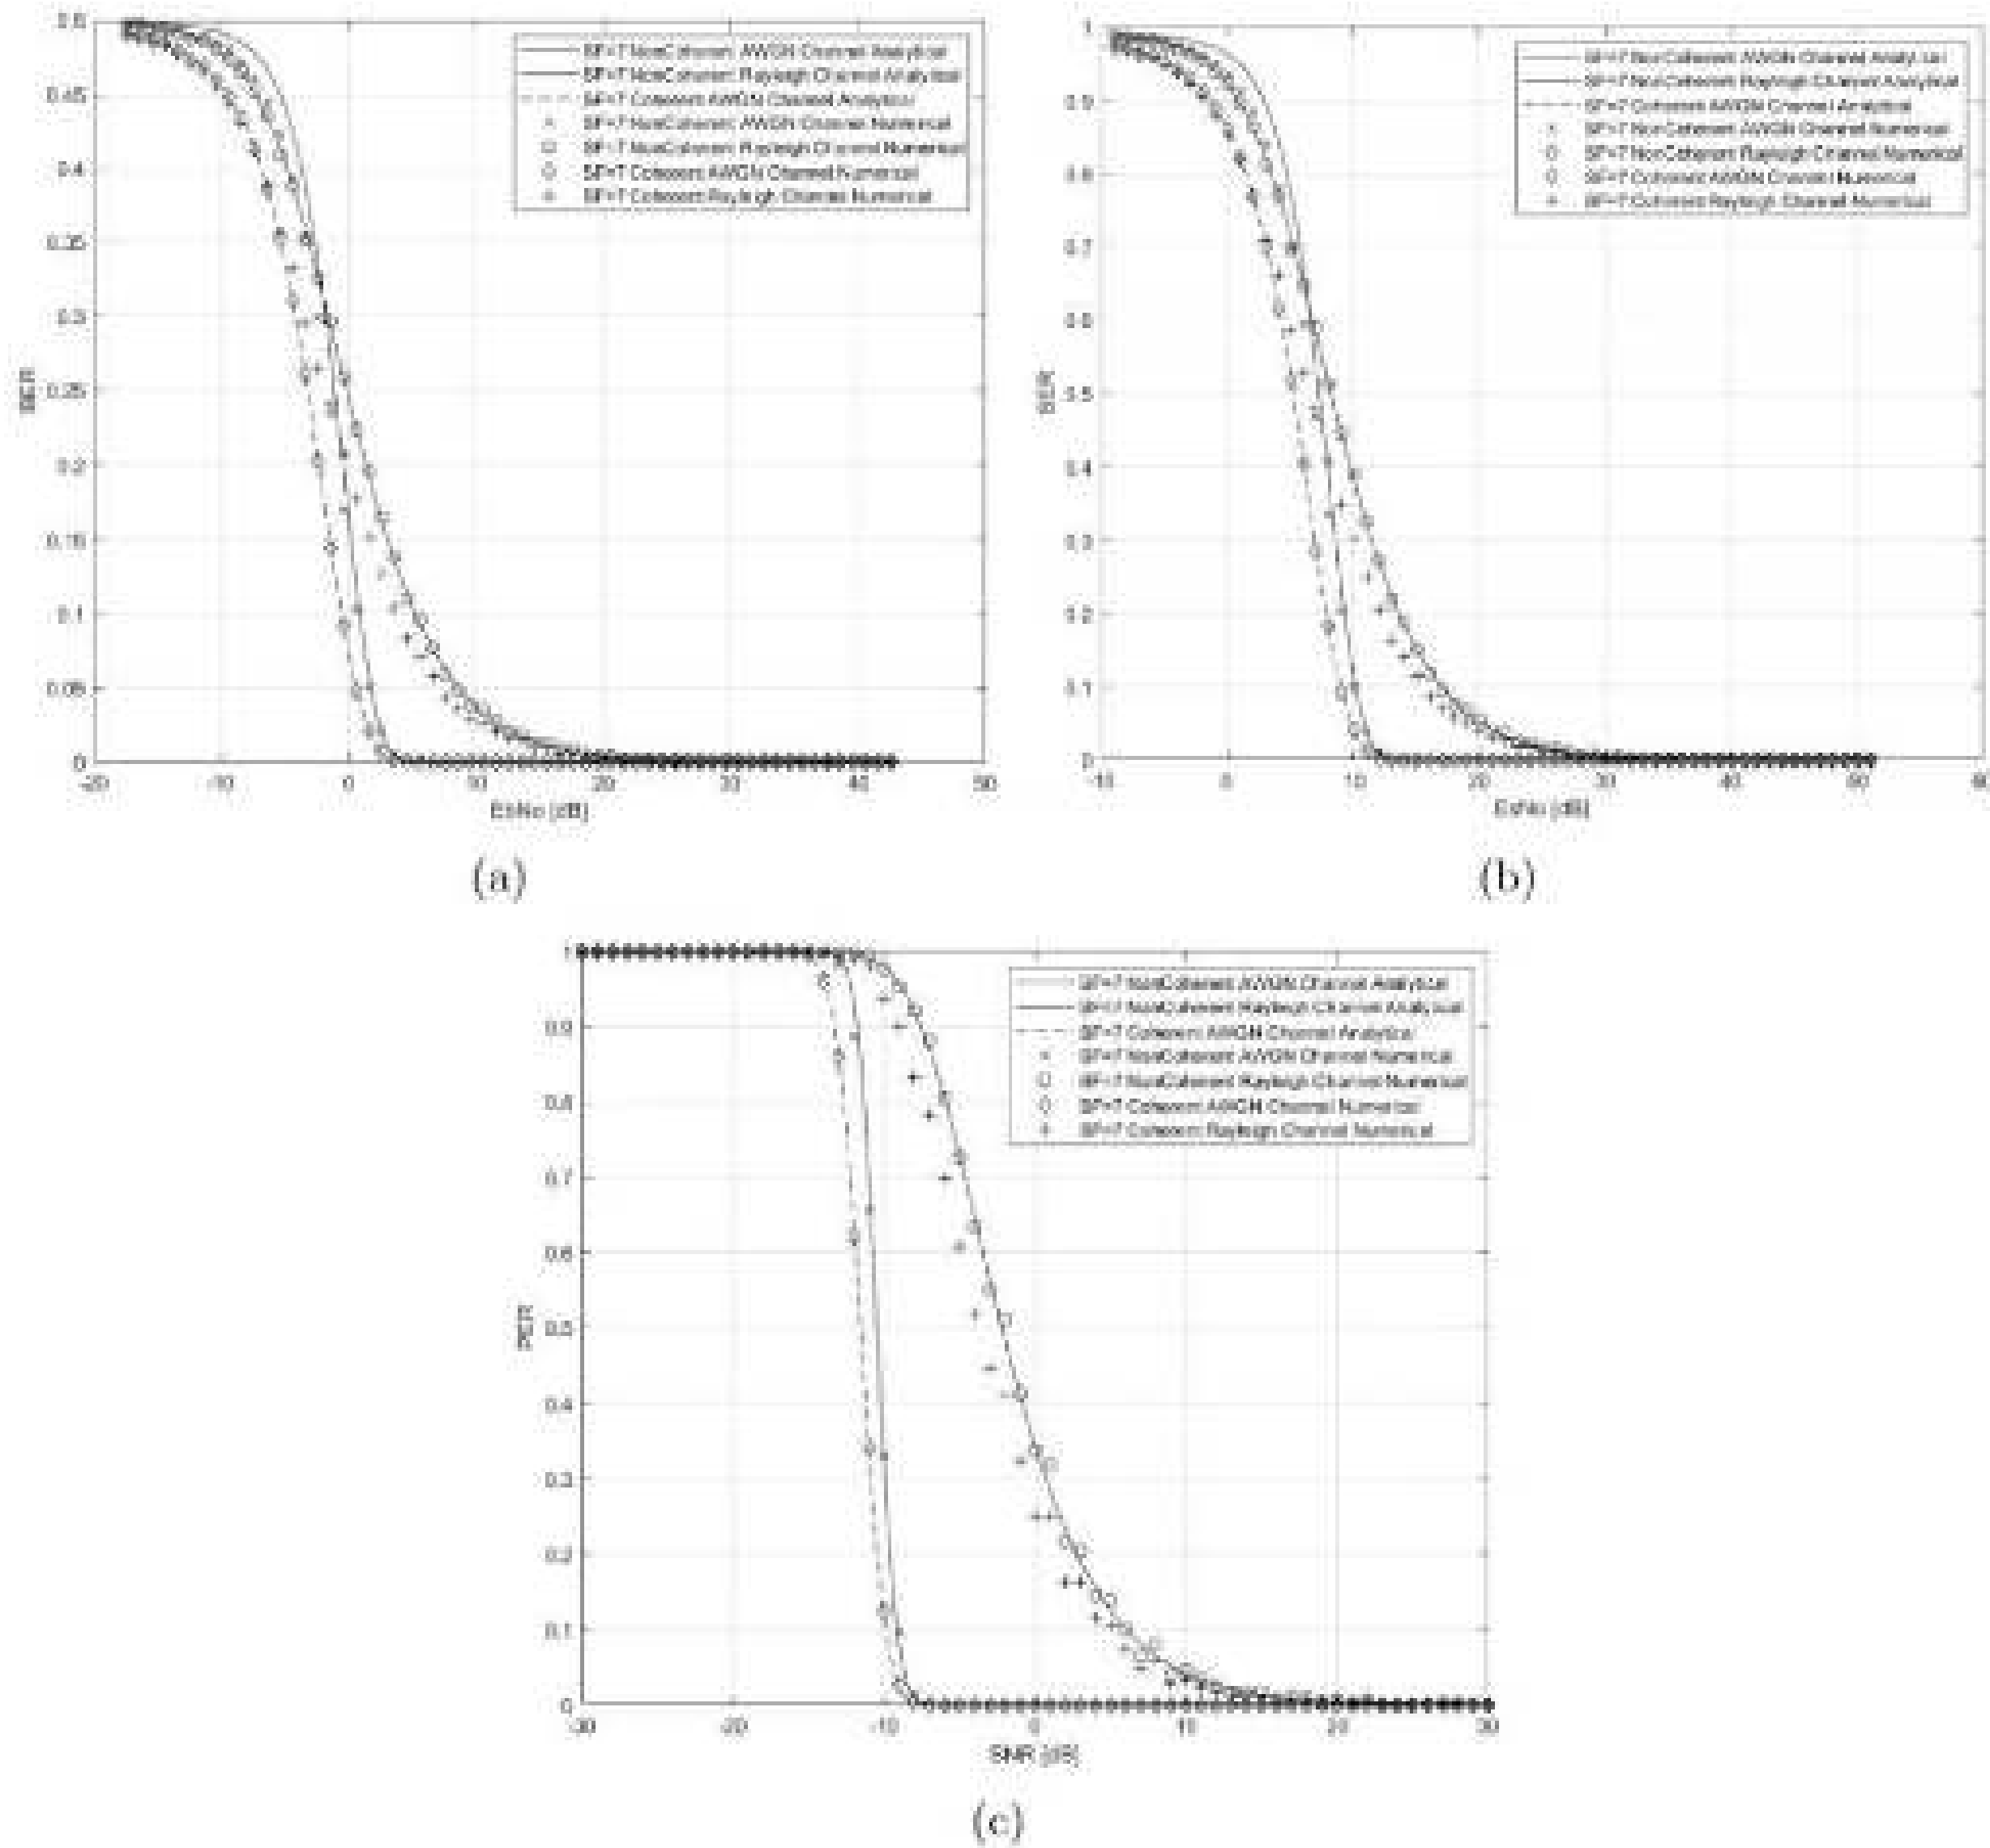 0.5
0.45
0.4
0.35
0.3
0.25
0.2
0.15
0.1
0.05
0
BER
-20 -10 0 10 20 30 40 50
EbNo [dB]
SF=7 NonCoherent AWGN Channel Analytical
SF=7 NonCoherent Rayleigh Channel Analytical
SF=7 Coherent AWGN Channel Analytical
SF=7 NonCoherent AWGN Channel Numerical
SF=7 NonCoherent Rayleigh Channel Numerical
SF=7 Coherent AWGN Channel Numerical
SF=7 Coherent Rayleigh Channel Numerical
(a)
1
0.9
0.8
0.7
0.6
0.5
0.4
0.3
0.2
0.1
0
SER
-10 0 10 20 30 40 50 60
EsNo [dB]
SF=7 NonCoherent AWGN Channel Analytical
SF=7 NonCoherent Rayleigh Channel Analytical
SF=7 Coherent AWGN Channel Analytical
SF=7 NonCoherent AWGN Channel Numerical
SF=7 NonCoherent Rayleigh Channel Numerical
SF=7 Coherent AWGN Channel Numerical
SF=7 Coherent Rayleigh Channel Numerical
(b)
1
0.9
0.8
0.7
0.6
0.5
0.4
0.3
0.2
0.1
0
PER
-30 -20 -10 0 10 20 30
SNR [dB]
SF=7 NonCoherent AWGN Channel Analytical
SF=7 NonCoherent Rayleigh Channel Analytical
SF=7 Coherent AWGN Channel Analytical
SF=7 NonCoherent AWGN Channel Numerical
SF=7 NonCoherent Rayleigh Channel Numerical
SF=7 Coherent AWGN Channel Numerical
SF=7 Coherent Rayleigh Channel Numerical
(c)